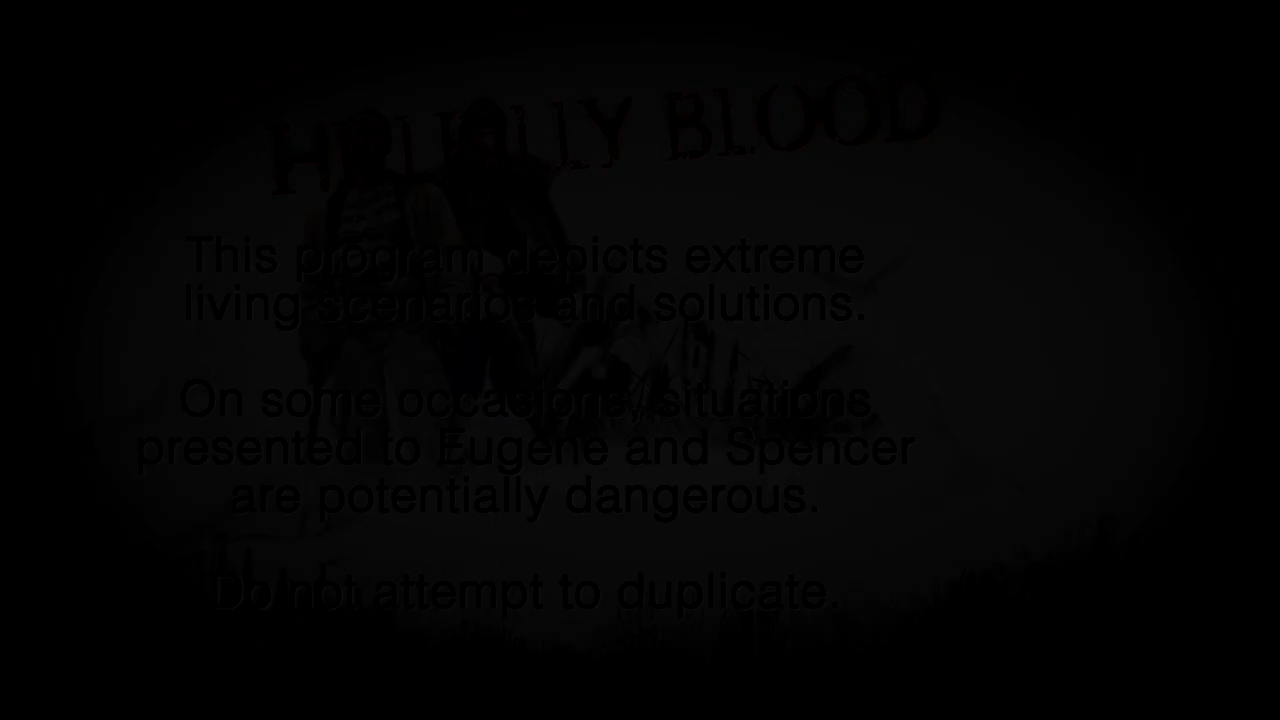 HILLBILLY BLOOD
This program depicts extreme
living scenarios and solutions.
On some occasions, situations
presented to Eugene and Spencer
are potentially dangerous.
Do not attempt to duplicate.